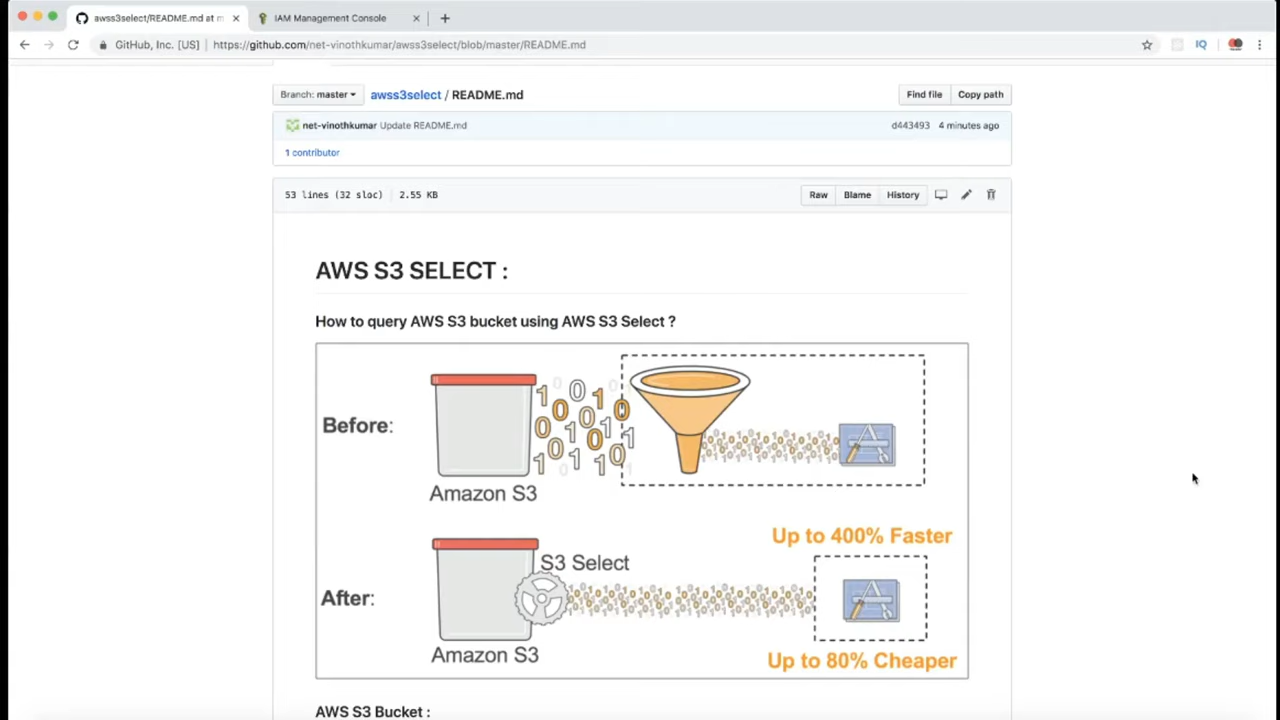 awss3select/README.md at m
IAM Management Console
GitHub, Inc. [US] https://github.com/net-vinothkumar/awss3select/blob/master/README.md
IQ
Branch: master awss3select / README.md Find file Copy path
net-vinothkumar Update README.md d443493 4 minutes ago
1 contributor
53 lines (32 sloc) 2.55 KB Raw Blame History
AWS S3 SELECT :
How to query AWS S3 bucket using AWS S3 Select ?
Before:
Amazon S3
Up to 400% Faster
S3 Select
After:
Amazon S3
Up to 80% Cheaper
AWS S3 Bucket :